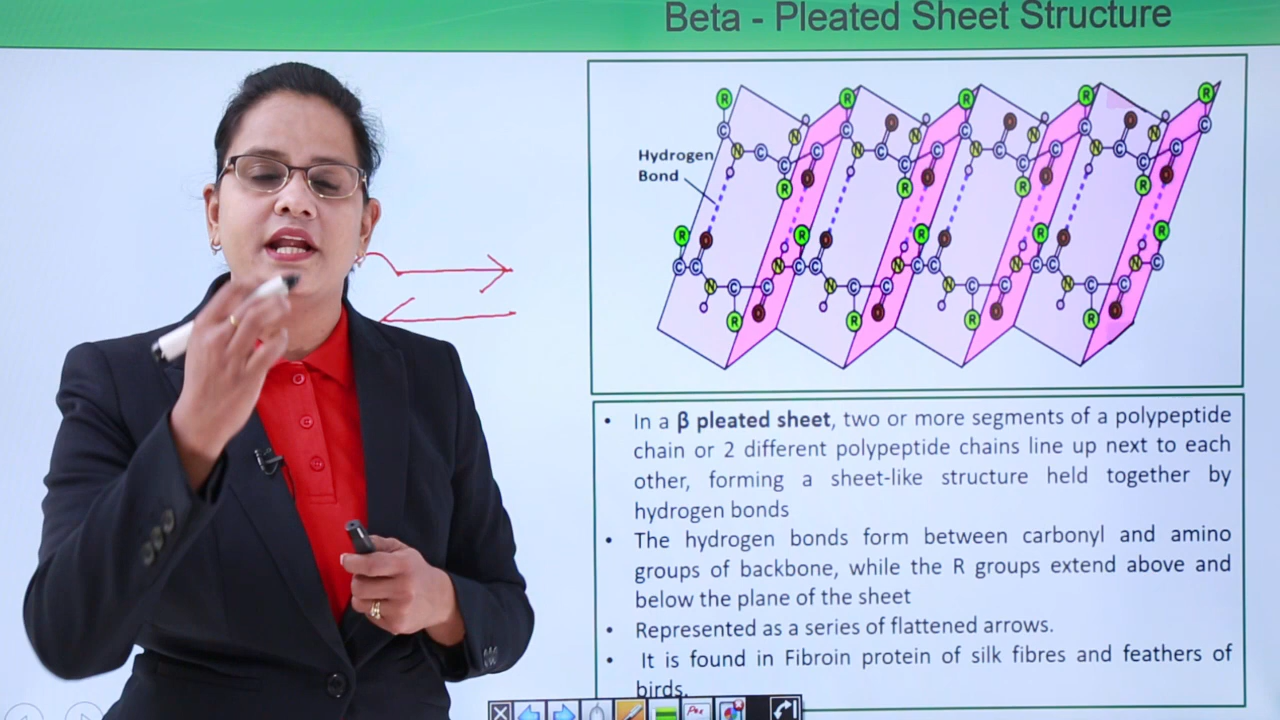 Beta - Pleated Sheet Structure
Hydrogen
Bond
• In a β pleated sheet, two or more segments of a polypeptide
chain or 2 different polypeptide chains line up next to each
other, forming a sheet-like structure held together by
hydrogen bonds
• The hydrogen bonds form between carbonyl and amino
groups of backbone, while the R groups extend above and
below the plane of the sheet
• Represented as a series of flattened arrows.
• It is found in Fibroin protein of silk fibres and feathers of
birds.